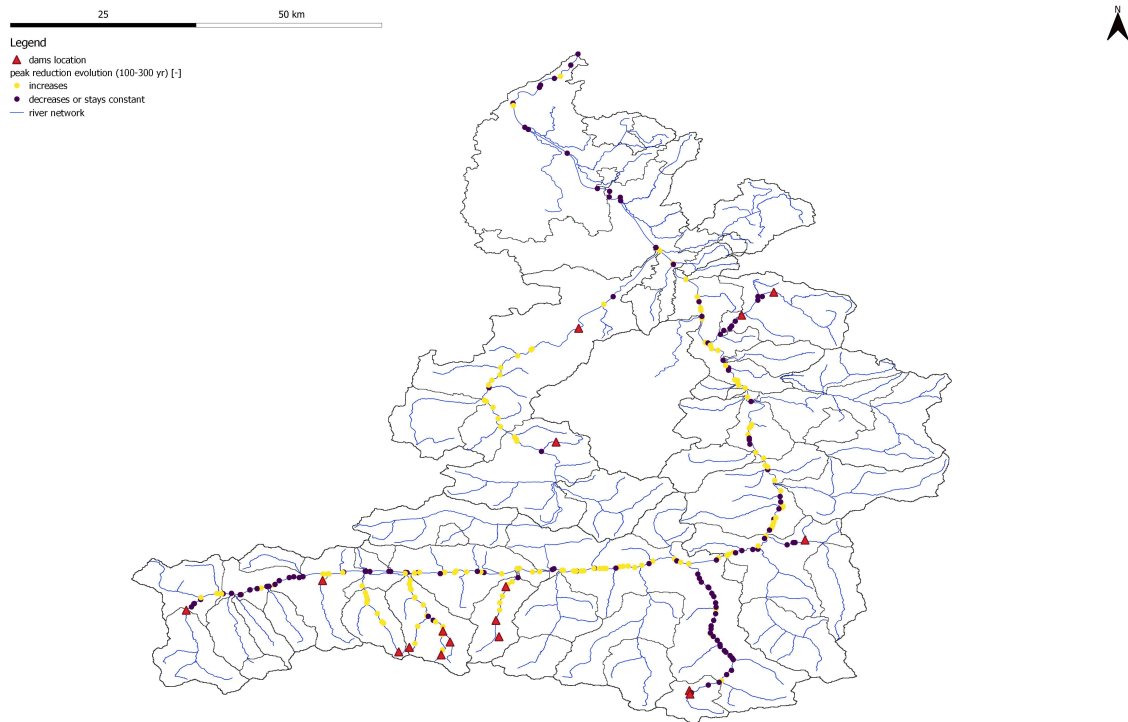 25 50 km
N
Legend
dams location
peak reduction evolution (100-300 yr) [-]
increases
decreases or stays constant
river network